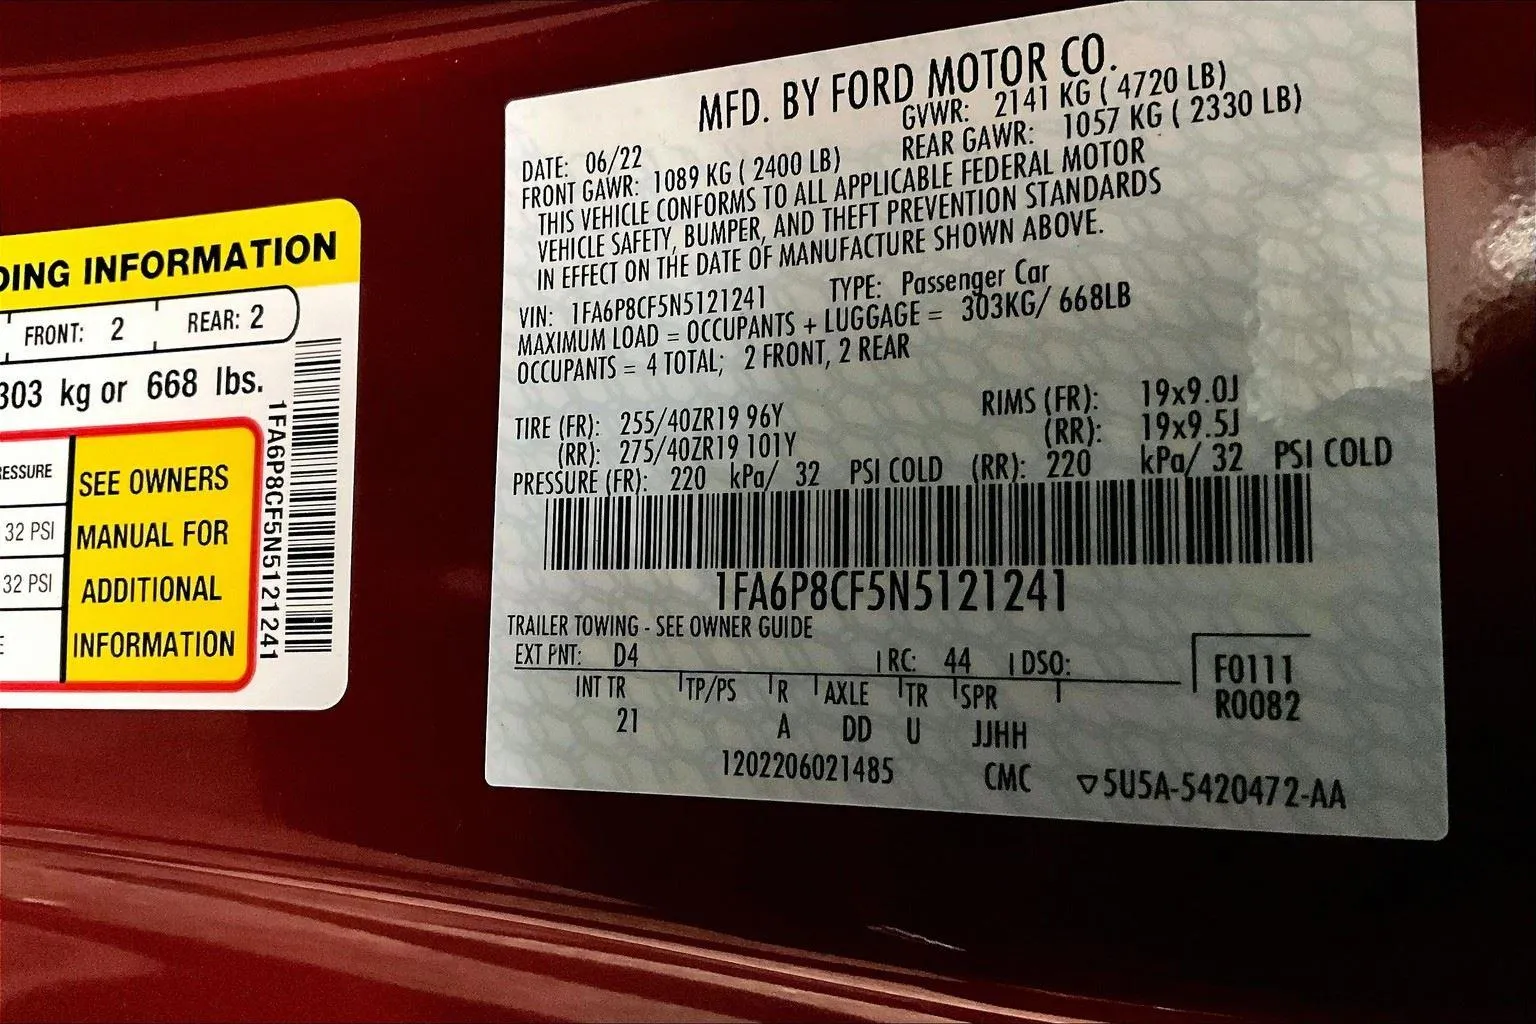 DING INFORMATION
FRONT: 2 REAR: 2
303 kg or 668 lbs.
ESSURE
32 PSI
32 PSI
E
SEE OWNERS
MANUAL FOR
ADDITIONAL
INFORMATION
1FA6P8CF5N5121241
MFD. BY FORD MOTOR CO.
DATE: 06/22 GVWR: 2141 KG ( 4720 LB)
FRONT GAWR: 1089 KG ( 2400 LB) REAR GAWR: 1057 KG ( 2330 LB)
THIS VEHICLE CONFORMS TO ALL APPLICABLE FEDERAL MOTOR
VEHICLE SAFETY, BUMPER, AND THEFT PREVENTION STANDARDS
IN EFFECT ON THE DATE OF MANUFACTURE SHOWN ABOVE.
VIN: 1FA6P8CF5N5121241 TYPE: Passenger Car
MAXIMUM LOAD = OCCUPANTS + LUGGAGE = 303KG/ 668LB
OCCUPANTS = 4 TOTAL; 2 FRONT, 2 REAR
TIRE (FR): 255/40ZR19 96Y RIMS (FR): 19x9.0J
(RR): 275/40ZR19 101Y (RR): 19x9.5J
PRESSURE (FR): 220 kPa/ 32 PSI COLD (RR): 220 kPa/ 32 PSI COLD
1FA6P8CF5N5121241
TRAILER TOWING - SEE OWNER GUIDE
EXT PNT: D4 RC: 44 DSO: F0111
R0082
INT TR TP/PS R AXLE TR SPR
21 A DD U JJHH
1202206021485 CMC ▽5U5A-5420472-AA